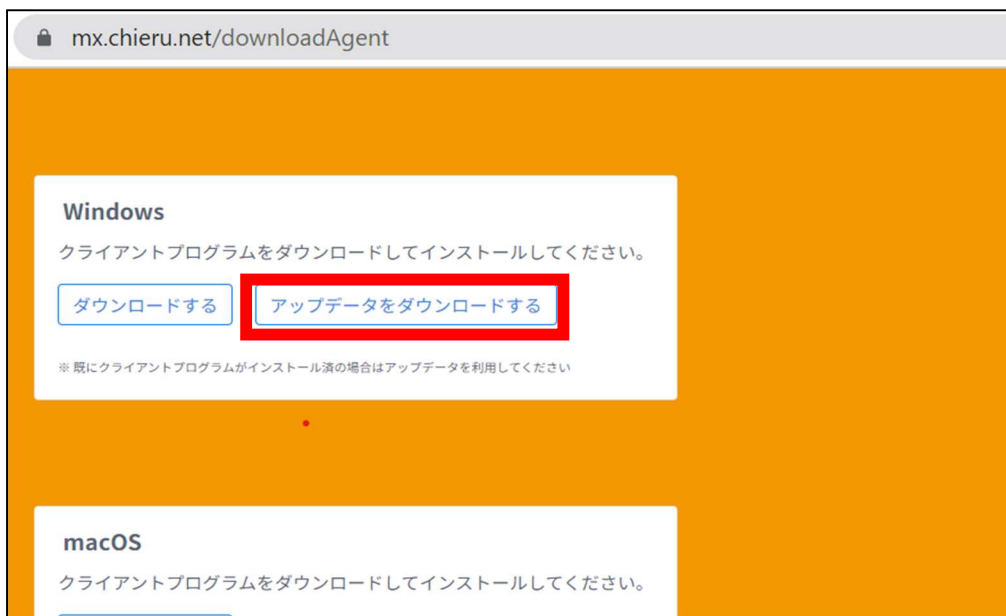 mx.chieru.net/downloadAgent
Windows
クライアントプログラムをダウンロードしてインストールしてください。
ダウンロードする
アップデータをダウンロードする
※ 既にクライアントプログラムがインストール済の場合はアップデータを利用してください
macOS
クライアントプログラムをダウンロードしてインストールしてください。